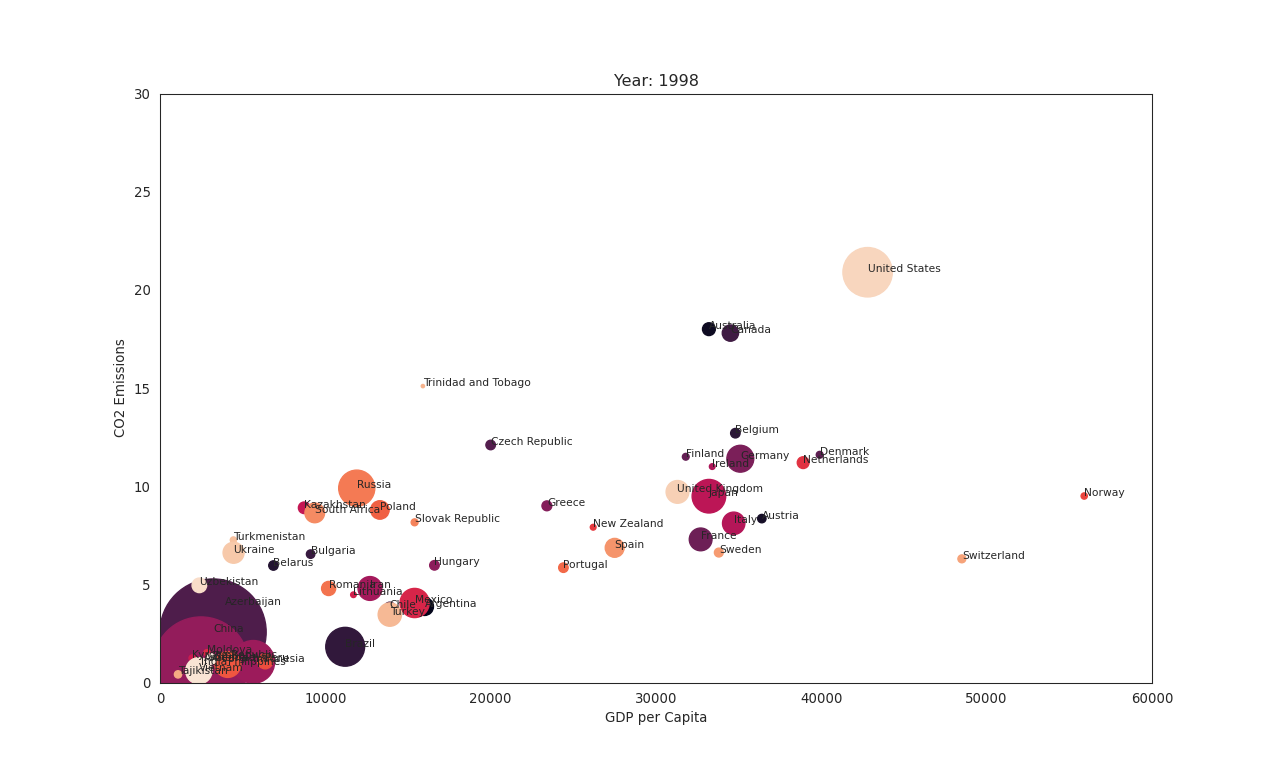 Year: 1998
30
25
20
15
10
5
0
CO2 Emissions
United States
Australia
Canada
Trinidad and Tobago
Belgium
Czech Republic
Denmark
Finland
Germany
Netherlands
Ireland
Norway
United Kingdom
Japan
Russia
Kazakhstan
South Africa
Poland
Greece
Slovak Republic
New Zealand
Italy
Austria
Turkmenistan
Ukraine
Bulgaria
Belarus
Hungary
Spain
France
Sweden
Portugal
Switzerland
Uzbekistan
Romania
Iran
Lithuania
Azerbaijan
Chile
Mexico
Argentina
Turkey
China
Brazil
Moldova
Vietnam
Tajikistan
0
10000
20000
30000
40000
50000
60000
GDP per Capita